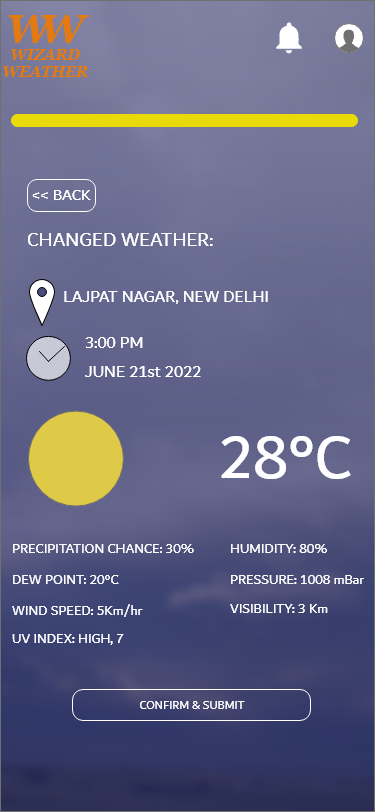 WW
WIZARD
WEATHER
<< BACK
CHANGED WEATHER:
LAJPAT NAGAR, NEW DELHI
3:00 PM
JUNE 21st 2022
28ºC
PRECIPITATION CHANCE: 30%
HUMIDITY: 80%
DEW POINT: 20ºC
PRESSURE: 1008 mBar
WIND SPEED: 5Km/hr
VISIBILITY: 3 Km
UV INDEX: HIGH, 7
CONFIRM & SUBMIT